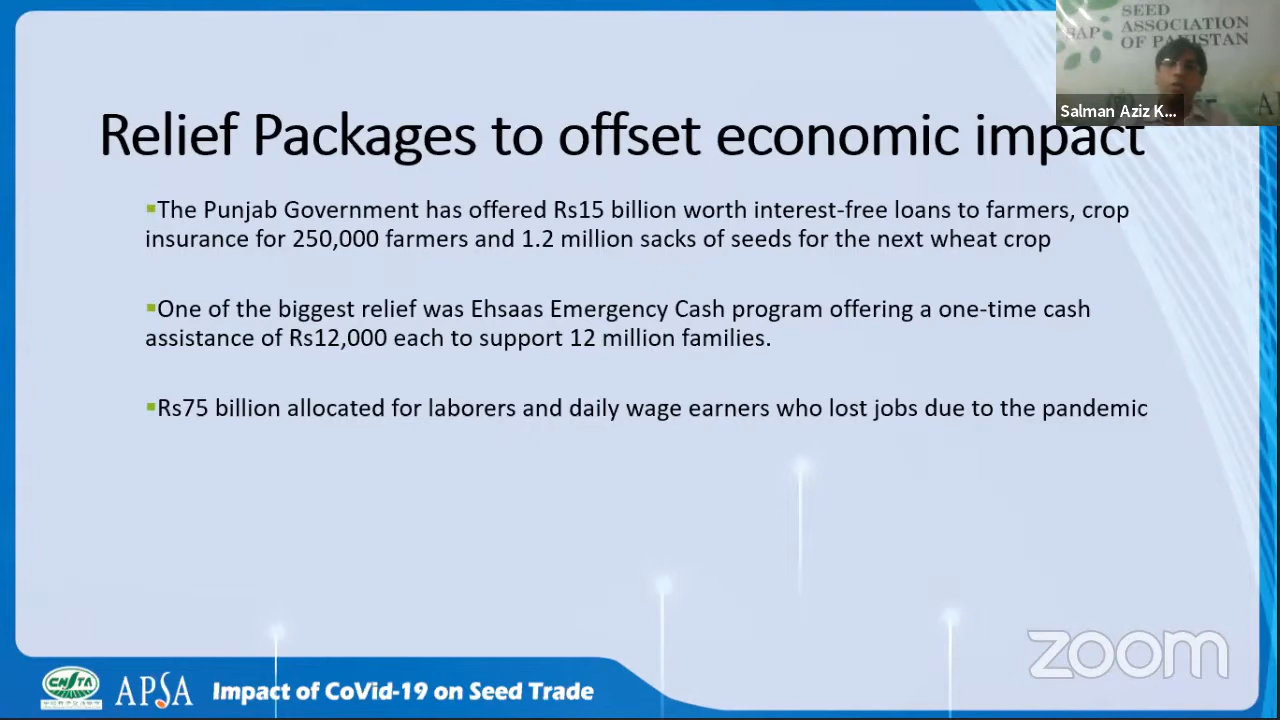 SEED
SAP ASSOCIATION
OF PAKISTAN
Salman Aziz K...
Relief Packages to offset economic impact
▪The Punjab Government has offered Rs15 billion worth interest-free loans to farmers, crop
insurance for 250,000 farmers and 1.2 million sacks of seeds for the next wheat crop
▪One of the biggest relief was Ehsaas Emergency Cash program offering a one-time cash
assistance of Rs12,000 each to support 12 million families.
▪Rs75 billion allocated for laborers and daily wage earners who lost jobs due to the pandemic
zoom
CNSTA
APSA
Impact of CoVid-19 on Seed Trade